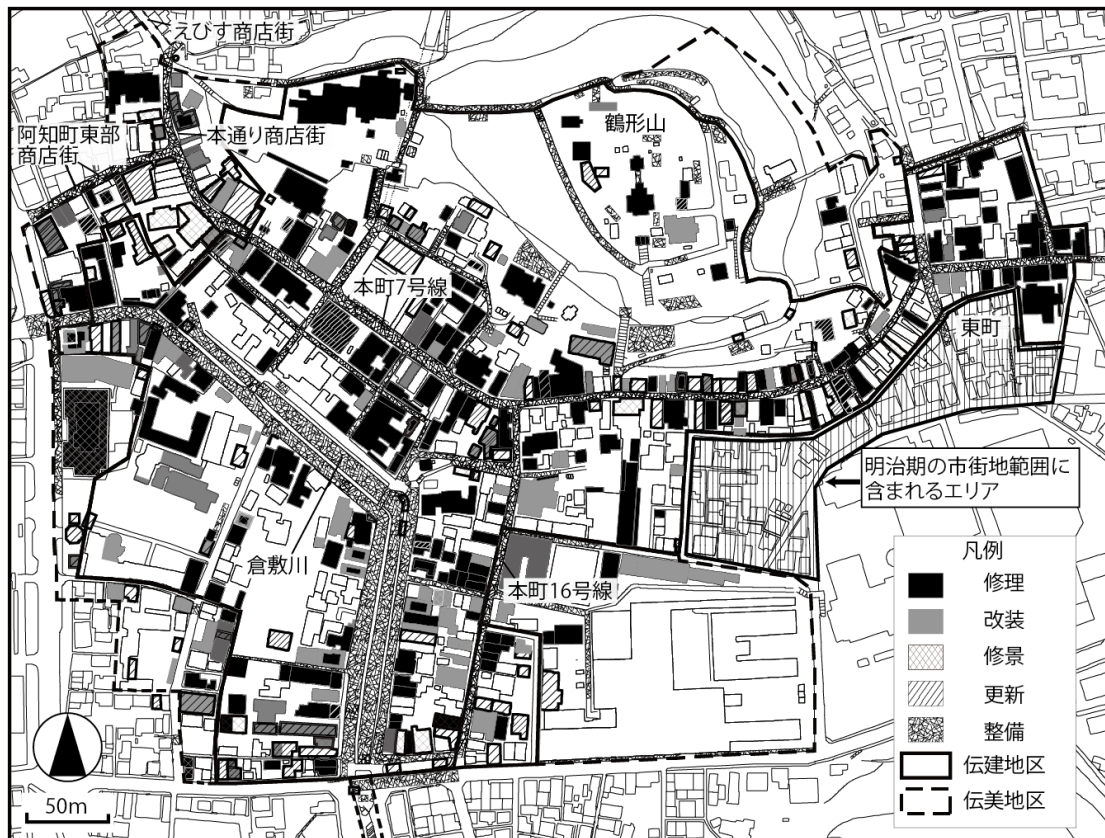 えびす商店街
阿知町東部
商店街
本通り商店街
鶴形山
本町7号線
東町
明治期の市街地範囲に
含まれるエリア
倉敷川
本町16号線
凡例
修理
改装
修景
更新
整備
伝建地区
伝美地区
50m